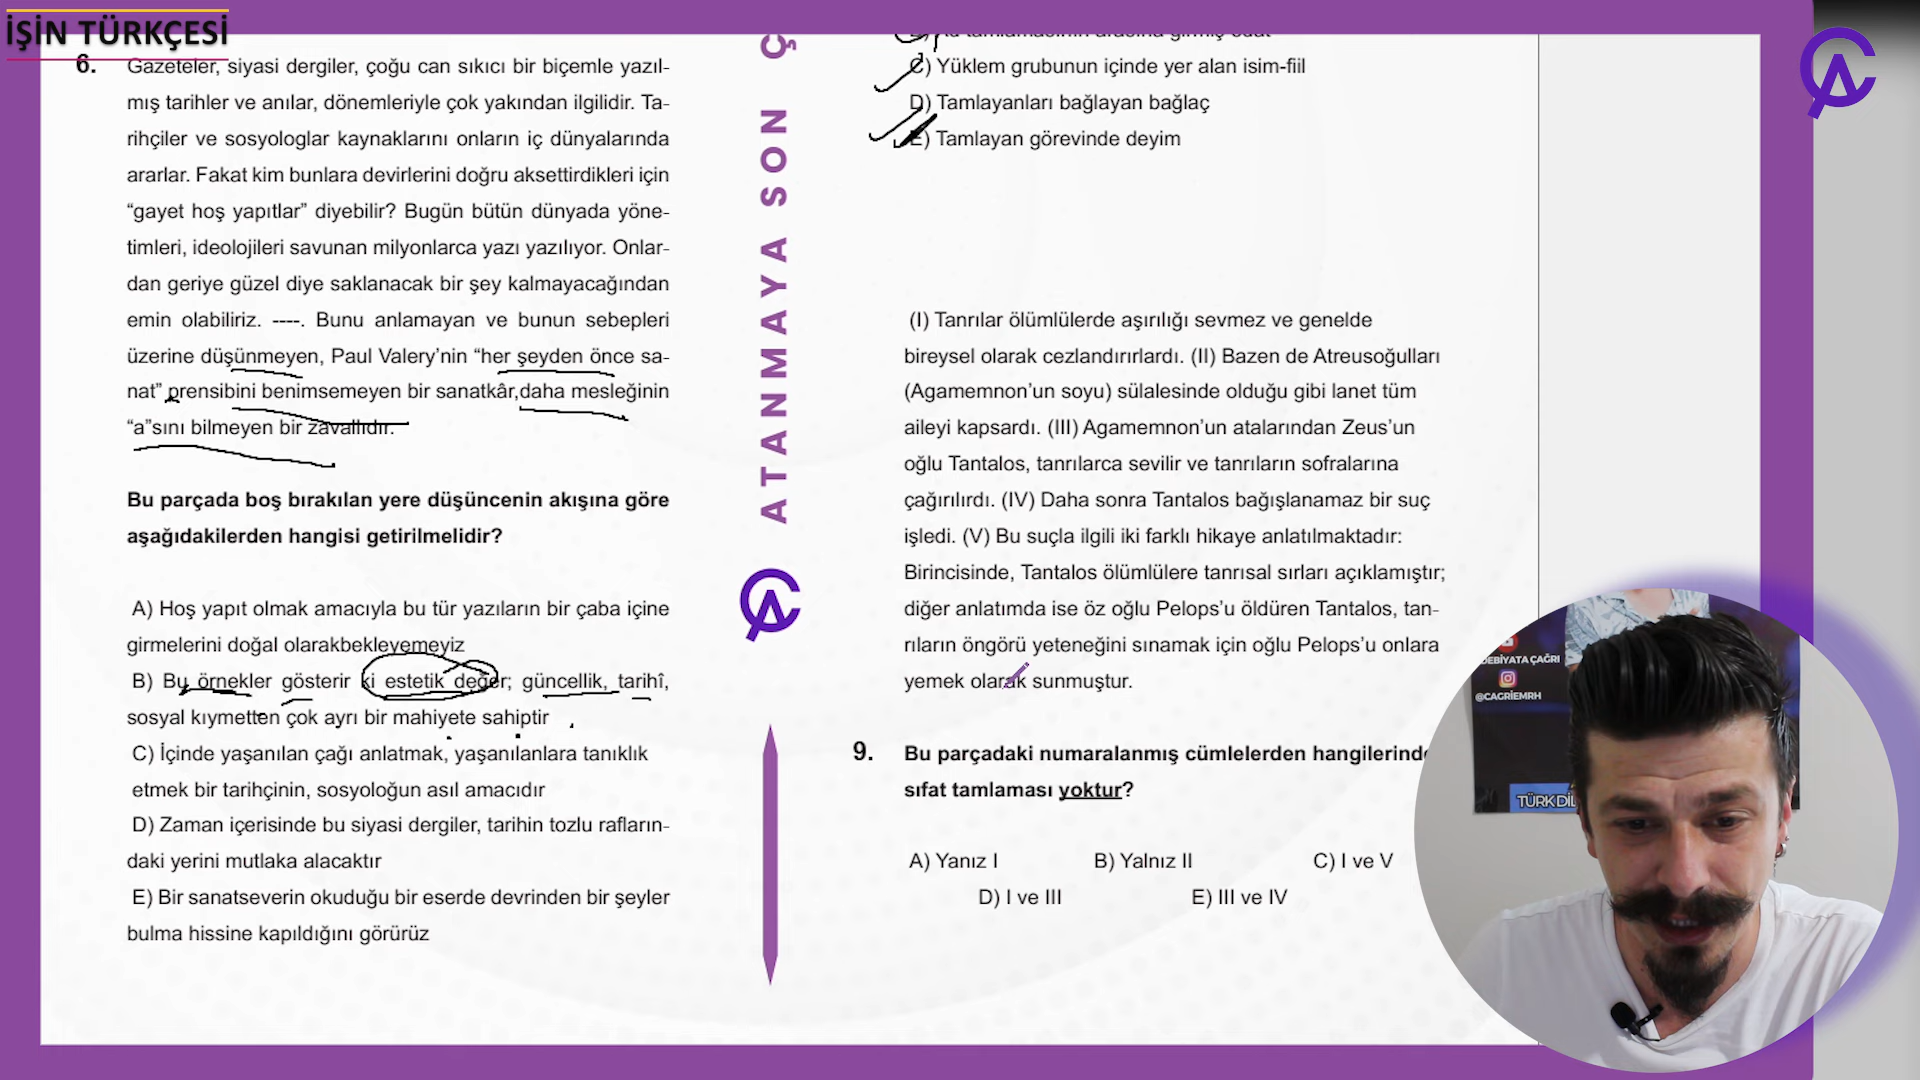 İŞİN TÜRKÇESİ
6. Gazeteler, siyasi dergiler, çoğu can sıkıcı bir biçemle yazıl-
mış tarihler ve anılar, dönemleriyle çok yakından ilgilidir. Ta-
rihçiler ve sosyologlar kaynaklarını onların iç dünyalarında
ararlar. Fakat kim bunlara devirlerini doğru aksettirdikleri için
“gayet hoş yapıtlar” diyebilir? Bugün bütün dünyada yöne-
timleri, ideolojileri savunan milyonlarca yazı yazılıyor. Onlar-
dan geriye güzel diye saklanacak bir şey kalmayacağından
emin olabiliriz. ----. Bunu anlamayan ve bunun sebepleri
üzerine düşünmeyen, Paul Valery’nin “her şeyden önce sa-
nat” prensibini benimsemeyen bir sanatkâr,daha mesleğinin
“a”sını bilmeyen bir zavallıdır.
Bu parçada boş bırakılan yere düşüncenin akışına göre
aşağıdakilerden hangisi getirilmelidir?
A) Hoş yapıt olmak amacıyla bu tür yazıların bir çaba içine
girmelerini doğal olarakbekleyemeyiz
B) Bu örnekler gösterir ki estetik değer; güncellik, tarihî,
sosyal kıymetten çok ayrı bir mahiyete sahiptir
C) İçinde yaşanılan çağı anlatmak, yaşanılanlara tanıklık
etmek bir tarihçinin, sosyoloğun asıl amacıdır
D) Zaman içerisinde bu siyasi dergiler, tarihin tozlu rafların-
daki yerini mutlaka alacaktır
E) Bir sanatseverin okuduğu bir eserde devrinden bir şeyler
bulma hissine kapıldığını görürüz
ATANMAYA SON Ç
C) Yüklem grubunun içinde yer alan isim-fiil
D) Tamlayanları bağlayan bağlaç
E) Tamlayan görevinde deyim
(I) Tanrılar ölümlülerde aşırılığı sevmez ve genelde
bireysel olarak cezlandırırlardı. (II) Bazen de Atreusoğulları
(Agamemnon’un soyu) sülalesinde olduğu gibi lanet tüm
aileyi kapsardı. (III) Agamemnon’un atalarından Zeus’un
oğlu Tantalos, tanrılarca sevilir ve tanrıların sofralarına
çağırılırdı. (IV) Daha sonra Tantalos bağışlanamaz bir suç
işledi. (V) Bu suçla ilgili iki farklı hikaye anlatılmaktadır:
Birincisinde, Tantalos ölümlülere tanrısal sırları açıklamıştır;
diğer anlatımda ise öz oğlu Pelops’u öldüren Tantalos, tan-
rıların öngörü yeteneğini sınamak için oğlu Pelops’u onlara
yemek olarak sunmuştur.
9. Bu parçadaki numaralanmış cümlelerden hangilerind
sıfat tamlaması yoktur?
A) Yanız I B) Yalnız II C) I ve V
D) I ve III E) III ve IV
EDEBİYATA ÇAĞRI
@CAGRİEMRH
TÜRK DİL